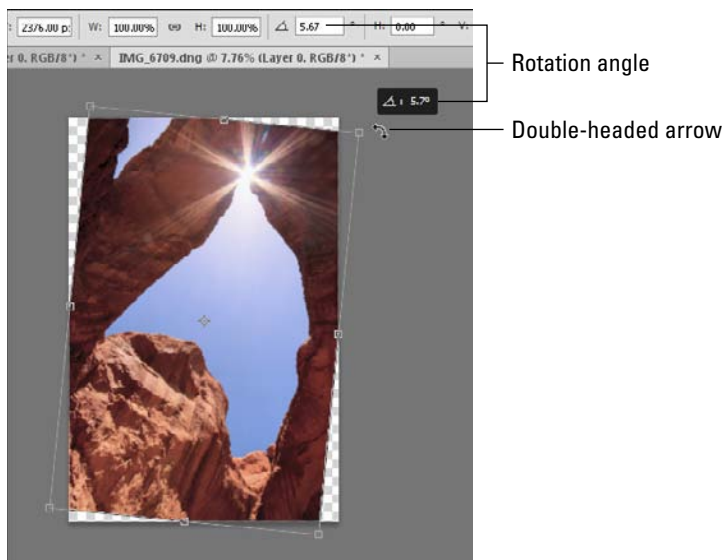 : 2376.00 p: W: 100.00% H: 100.00% 5.67 ° H: 0.00 ° V:
er 0, RGB/8*) * × IMG_6709.dng @ 7.76% (Layer 0, RGB/8*) * ×
Rotation angle
: 5.7°
Double-headed arrow